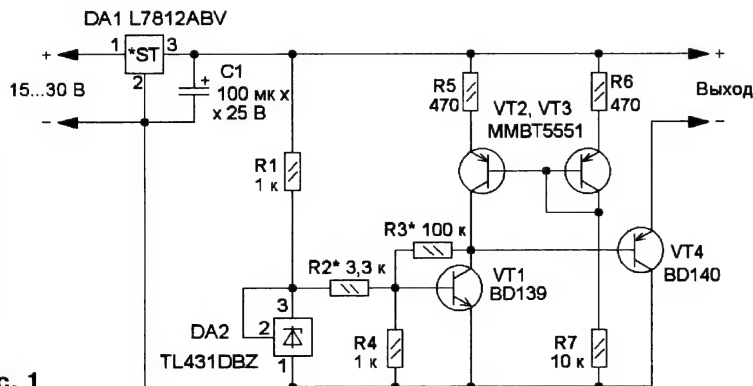 DA1 L7812ABV
+
1
*ST
3
2
+
15...30 В
C1
+
100 мк х
х 25 В
–
R5
470
R6
470
Выход
–
VT2, VT3
MMBT5551
R1
1 к
R3* 100 к
R2* 3,3 к
VT1
BD139
VT4
BD140
3
2
1
DA2
TL431DBZ
R4
1 к
R7
10 к
с. 1